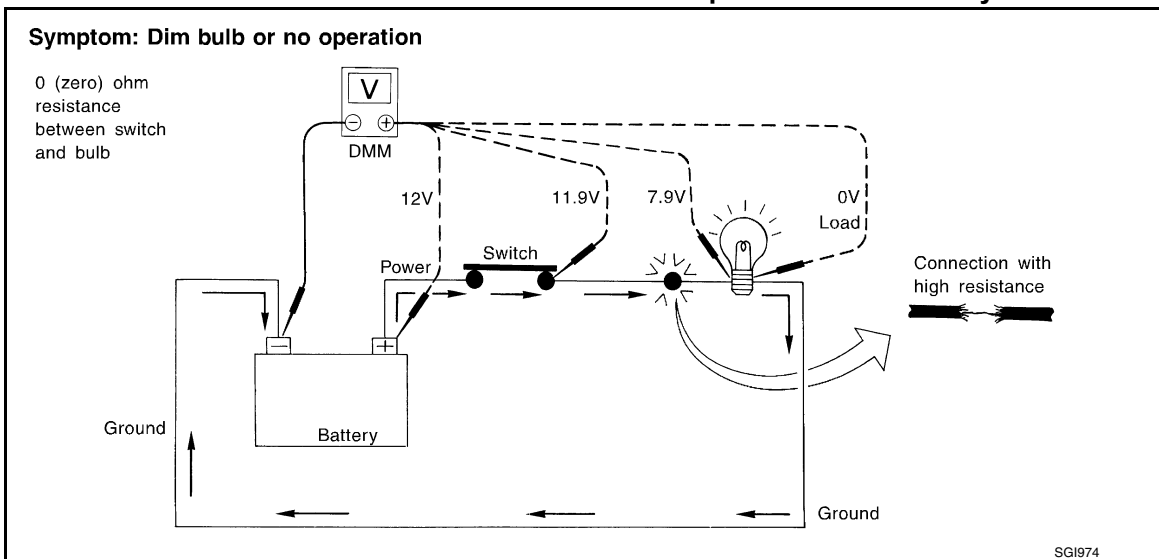 Symptom: Dim bulb or no operation
0 (zero) ohm
resistance
between switch
and bulb
V
− +
DMM
12V
11.9V
7.9V
0V
Load
Switch
Power
Connection with
high resistance
− +
Ground
Battery
Ground
SGI974